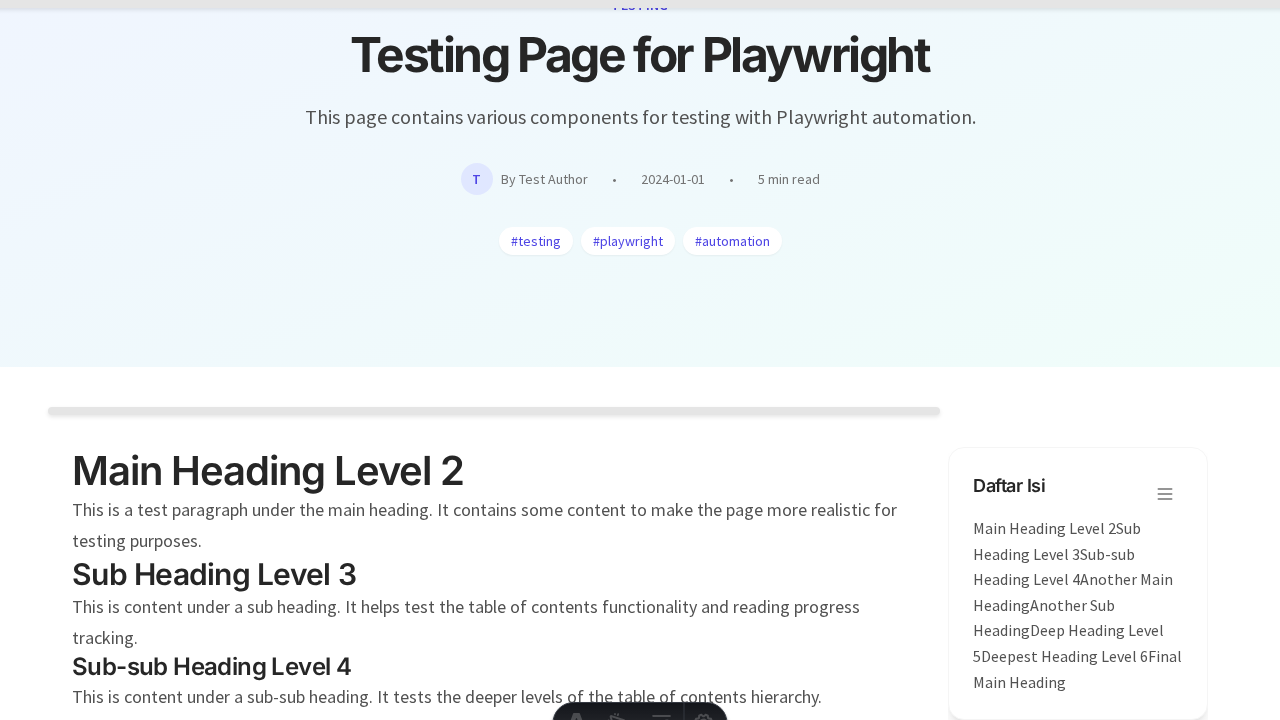 TESTING
Testing Page for Playwright
This page contains various components for testing with Playwright automation.
T By Test Author • 2024-01-01 • 5 min read
#testing #playwright #automation
Main Heading Level 2
This is a test paragraph under the main heading. It contains some content to make the page more realistic for
testing purposes.
Sub Heading Level 3
This is content under a sub heading. It helps test the table of contents functionality and reading progress
tracking.
Sub-sub Heading Level 4
This is content under a sub-sub heading. It tests the deeper levels of the table of contents hierarchy.
Daftar Isi
Main Heading Level 2Sub
Heading Level 3Sub-sub
Heading Level 4Another Main
HeadingAnother Sub
HeadingDeep Heading Level
5Deepest Heading Level 6Final
Main Heading